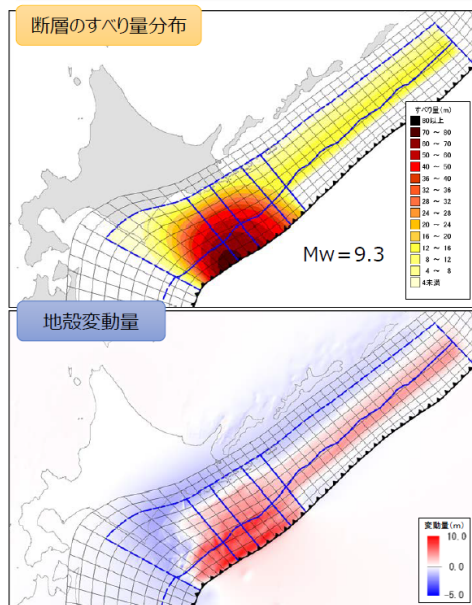 断層のすべり量分布
すべり量(m)
80以上
70 ～ 80
60 ～ 70
50 ～ 60
40 ～ 50
36 ～ 40
32 ～ 36
28 ～ 32
24 ～ 28
20 ～ 24
16 ～ 20
12 ～ 16
8 ～ 12
4 ～ 8
4未満
Mw＝9.3
地殻変動量
変動量(m)
10.0
0.0
-5.0